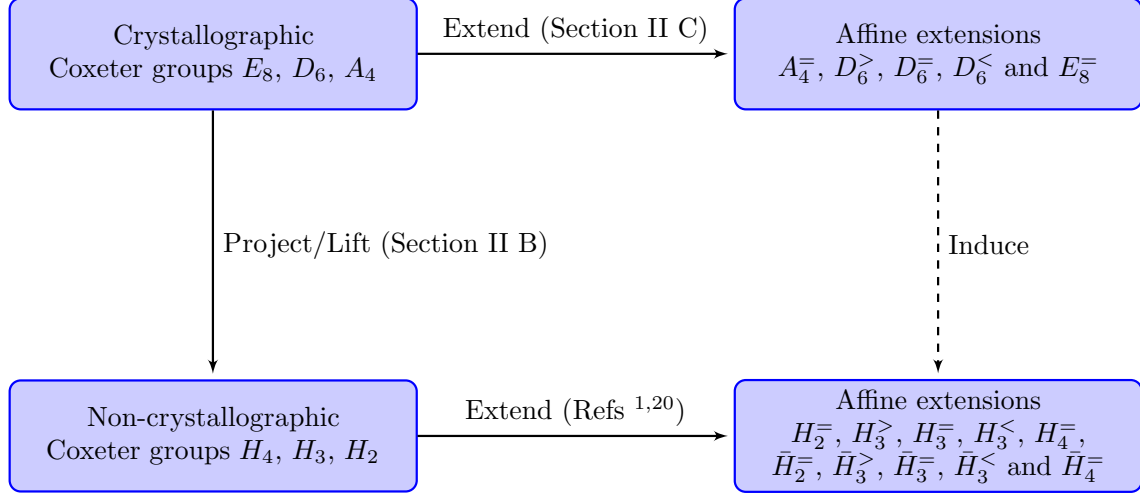 Crystallographic
Coxeter groups E₈, D₆, A₄
Extend (Section II C)
Affine extensions
A₄⁼, D₆^>, D₆⁼, D₆^< and E₈⁼
Project/Lift (Section II B)
Induce
Non-crystallographic
Coxeter groups H₄, H₃, H₂
Extend (Refs ¹,²⁰)
Affine extensions
H₂⁼, H₃^>, H₃⁼, H₃^<, H₄⁼,
H̄₂⁼, H̄₃^>, H̄₃⁼, H̄₃^< and H̄₄⁼